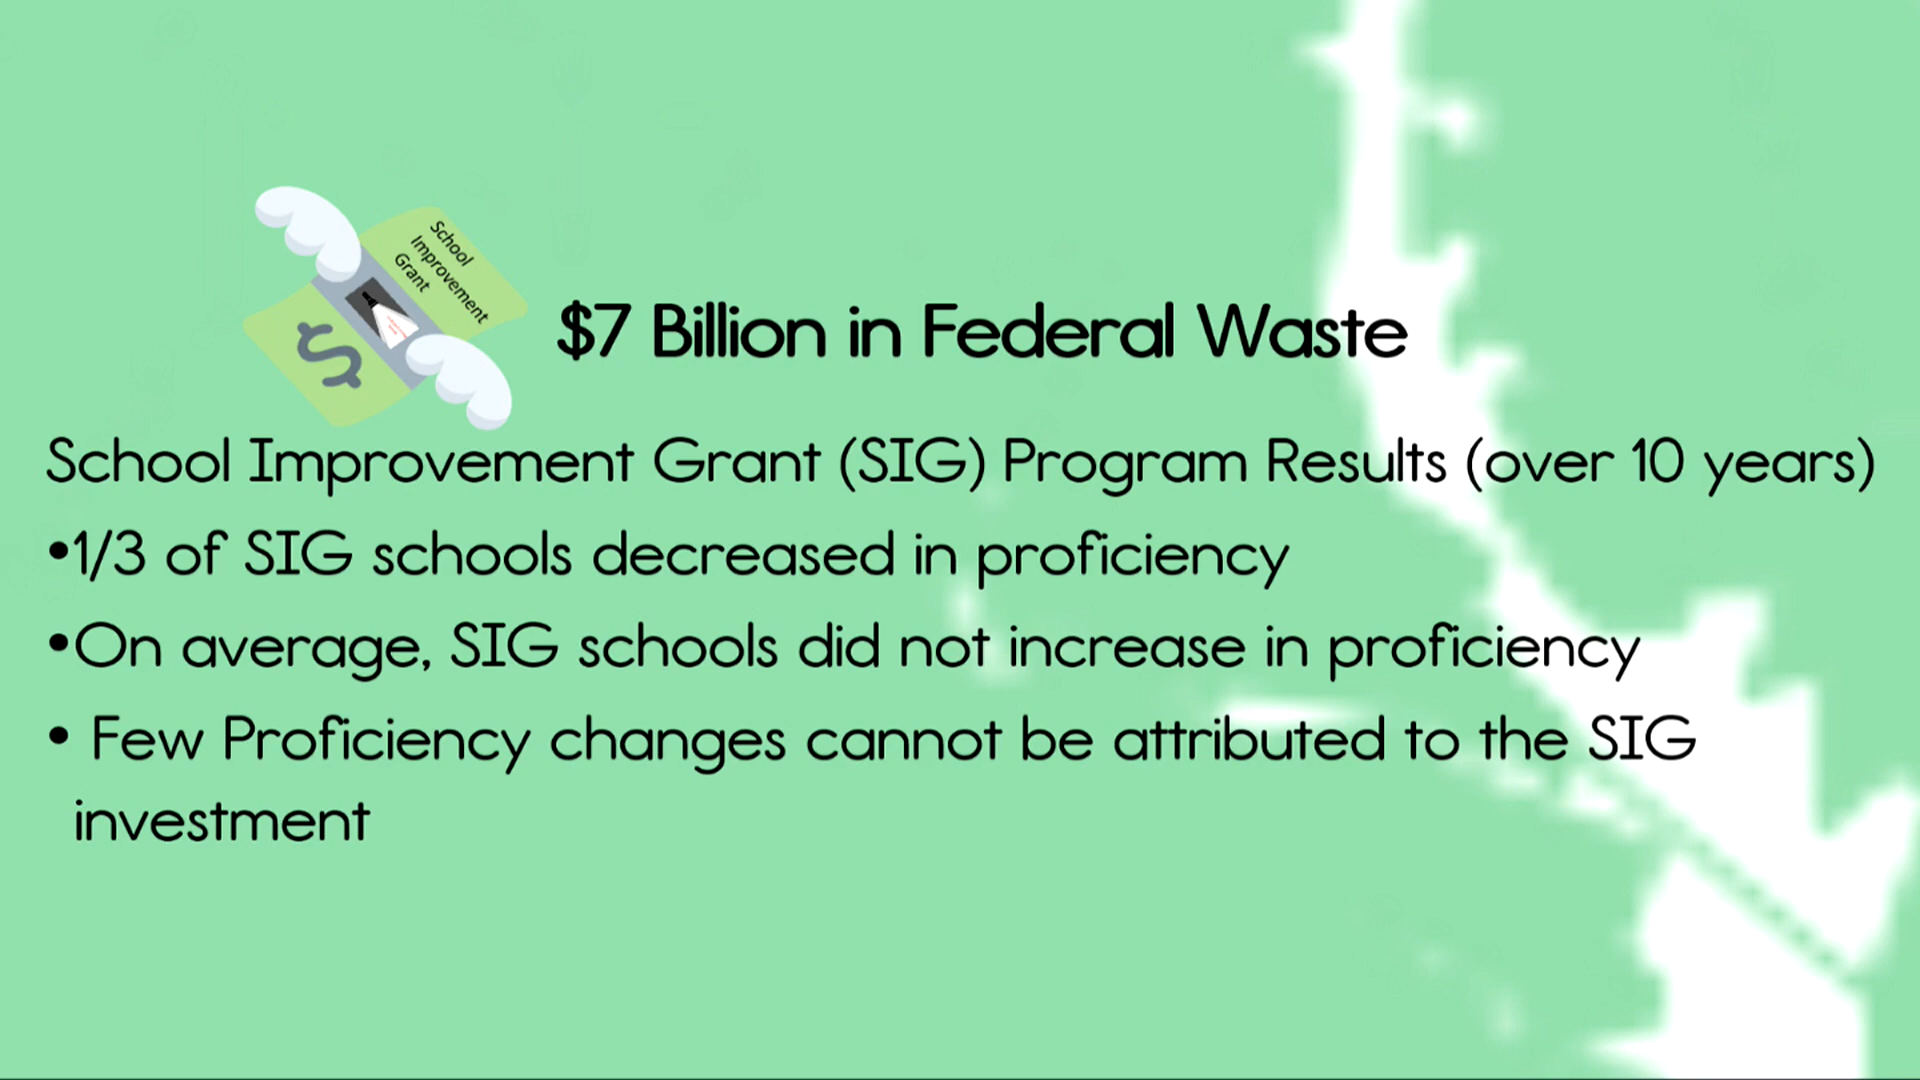 School
Improvement
Grant
$
$7 Billion in Federal Waste
School Improvement Grant (SIG) Program Results (over 10 years)
•1/3 of SIG schools decreased in proficiency
•On average, SIG schools did not increase in proficiency
• Few Proficiency changes cannot be attributed to the SIG
investment